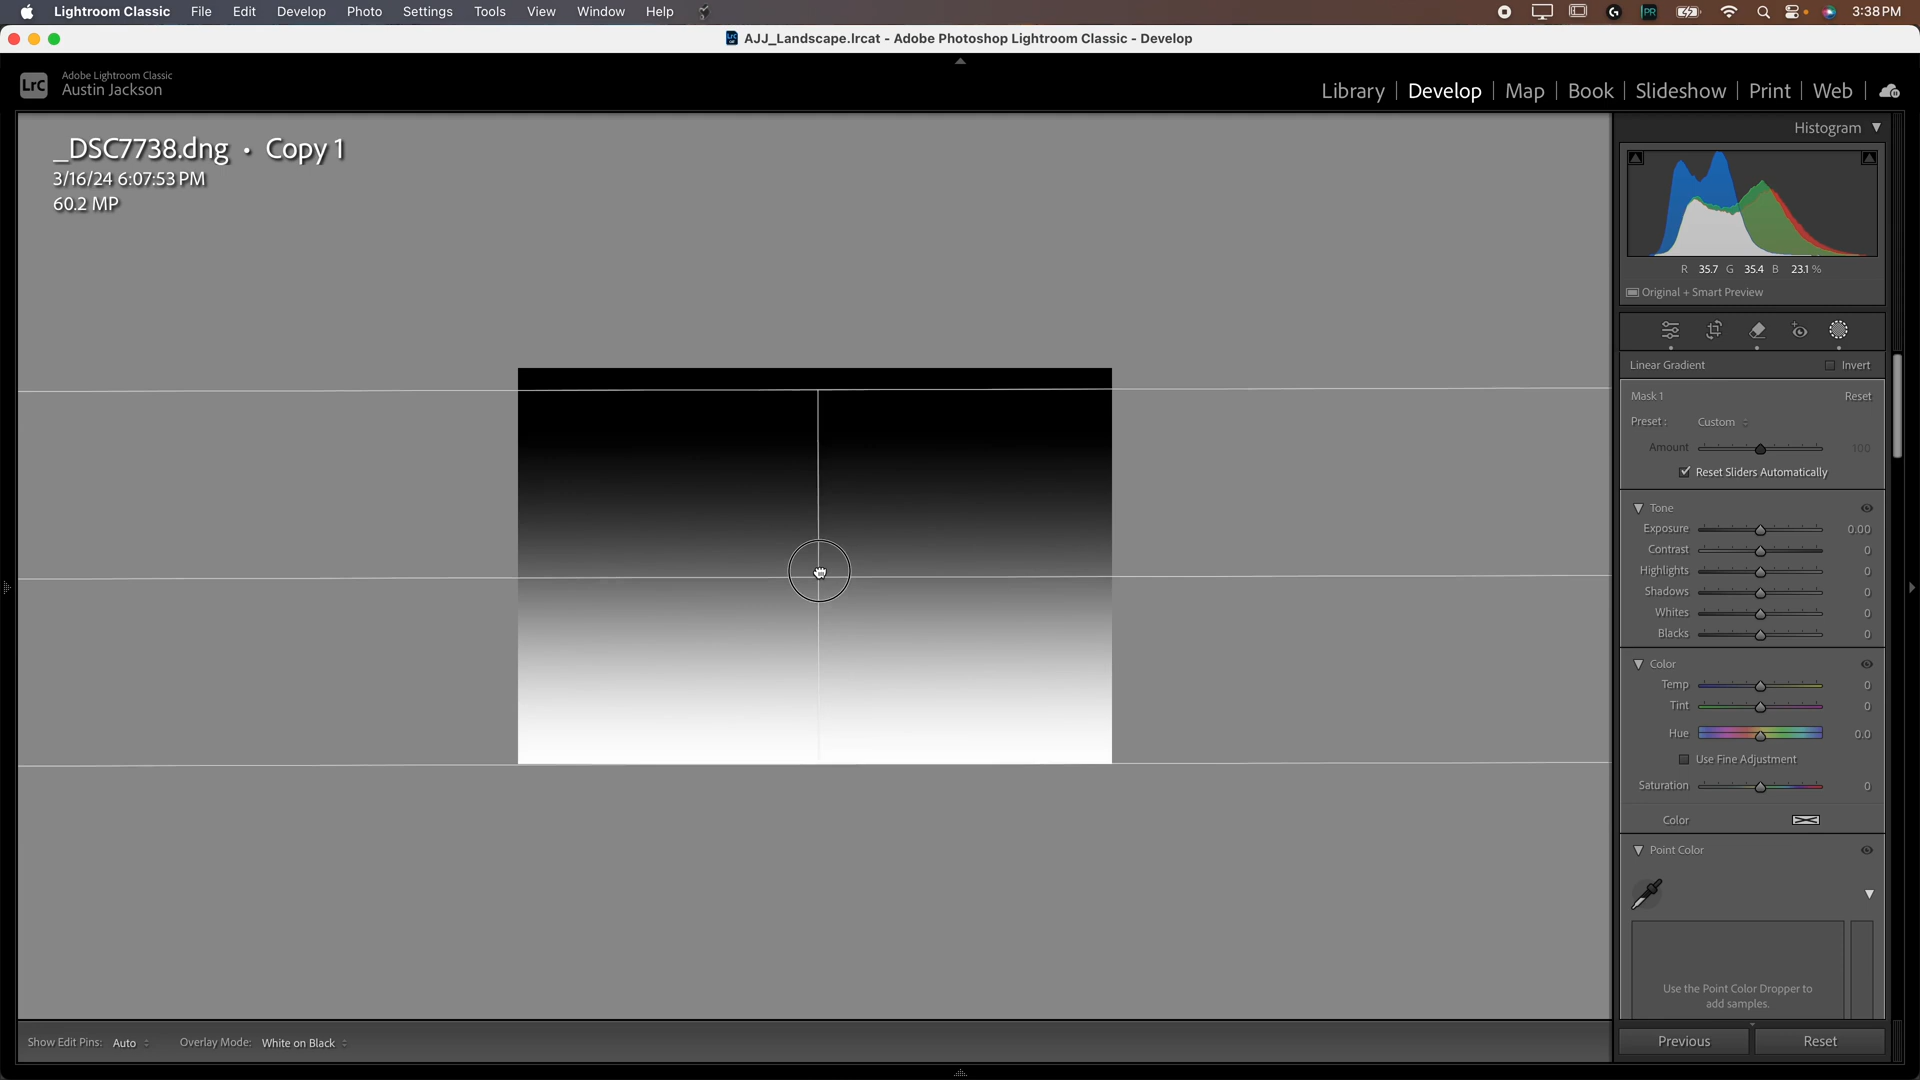 Lightroom Classic File Edit Develop Photo Settings Tools View Window Help PR 3:38 PM
AJJ_Landscape.lrcat - Adobe Photoshop Lightroom Classic - Develop
LrC Adobe Lightroom Classic
Austin Jackson
Library | Develop | Map | Book | Slideshow | Print | Web
_DSC7738.dng • Copy 1
3/16/24 6:07:53 PM
60.2 MP
Histogram
R 35.7 G 35.4 B 23.1 %
Original + Smart Preview
Linear Gradient Invert
Mask 1 Reset
Preset: Custom
Amount 100
Reset Sliders Automatically
Tone
Exposure 0.00
Contrast 0
Highlights 0
Shadows 0
Whites 0
Blacks 0
Color
Temp 0
Tint 0
Hue 0.0
Use Fine Adjustment
Saturation 0
Color
Point Color
Use the Point Color Dropper to
add samples.
Previous Reset
Show Edit Pins: Auto Overlay Mode: White on Black